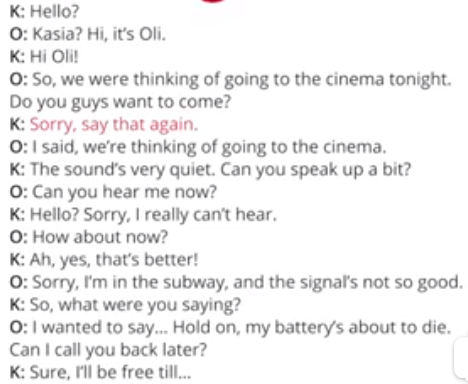 K: Hello?
O: Kasia? Hi, it's Oli.
K: Hi Oli!
O: So, we were thinking of going to the cinema tonight.
Do you guys want to come?
K: Sorry, say that again.
O: I said, we're thinking of going to the cinema.
K: The sound's very quiet. Can you speak up a bit?
O: Can you hear me now?
K: Hello? Sorry, I really can't hear.
O: How about now?
K: Ah, yes, that's better!
O: Sorry, I'm in the subway, and the signal's not so good.
K: So, what were you saying?
O: I wanted to say... Hold on, my battery's about to die.
Can I call you back later?
K: Sure, I'll be free till...